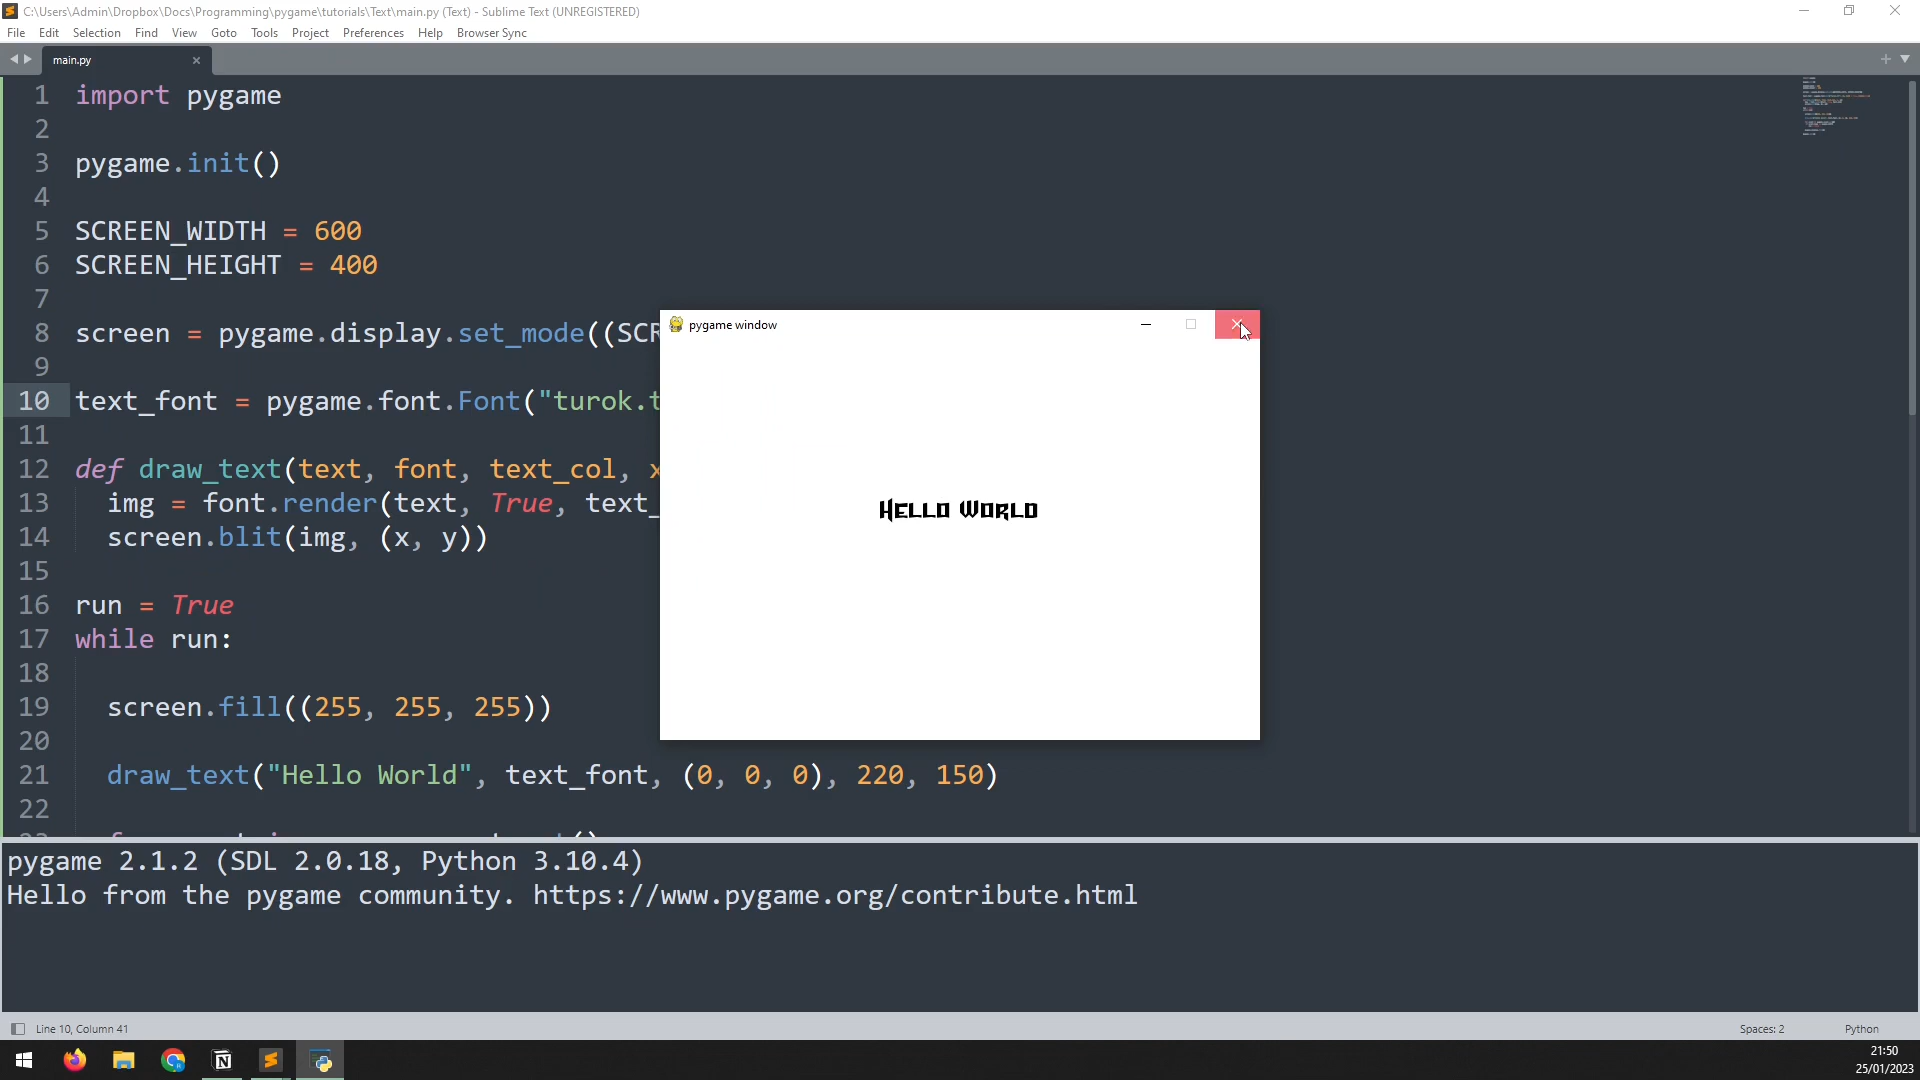 C:\Users\Admin\Dropbox\Docs\Programming\pygame\tutorials\Text\main.py (Text) - Sublime Text (UNREGISTERED)
File Edit Selection Find View Goto Tools Project Preferences Help Browser Sync
main.py
1 import pygame
2
3 pygame.init()
4
5 SCREEN_WIDTH = 600
6 SCREEN_HEIGHT = 400
7
8 screen = pygame.display.set_mode((SCR
9
10 text_font = pygame.font.Font("turok.t
11
12 def draw_text(text, font, text_col, x
13 img = font.render(text, True, text_
14 screen.blit(img, (x, y))
15
16 run = True
17 while run:
18
19 screen.fill((255, 255, 255))
20
21 draw_text("Hello World", text_font, (0, 0, 0), 220, 150)
22
pygame window
Hello World
pygame 2.1.2 (SDL 2.0.18, Python 3.10.4)
Hello from the pygame community. https://www.pygame.org/contribute.html
Line 10, Column 41
Spaces: 2
Python
21:50
25/01/2023